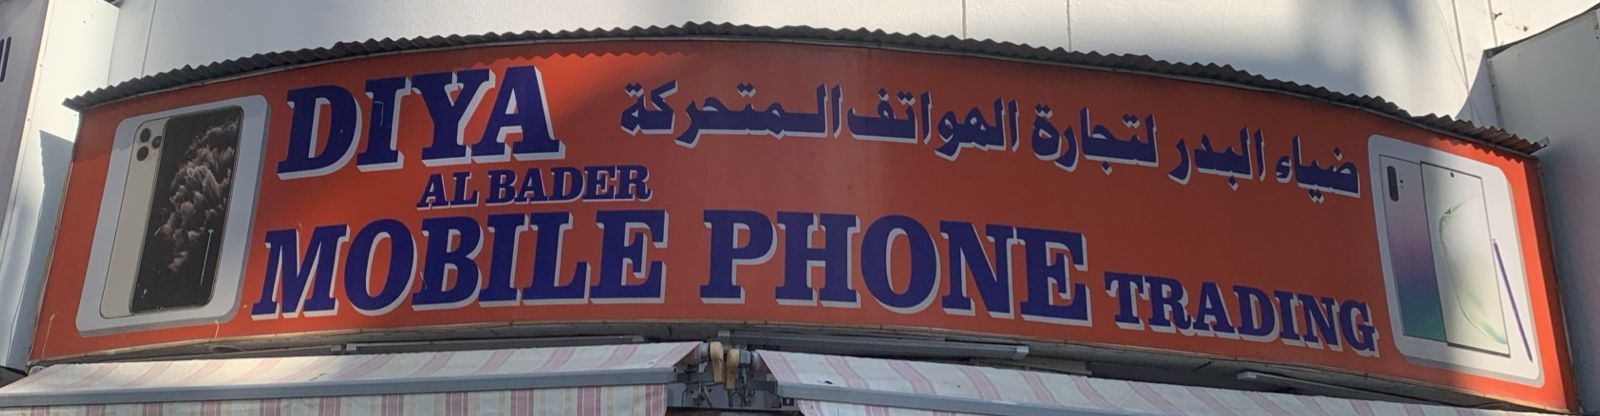 DIYA
AL BADER
MOBILE PHONE TRADING
ضياء البدر لتجارة الهواتف المتحركة